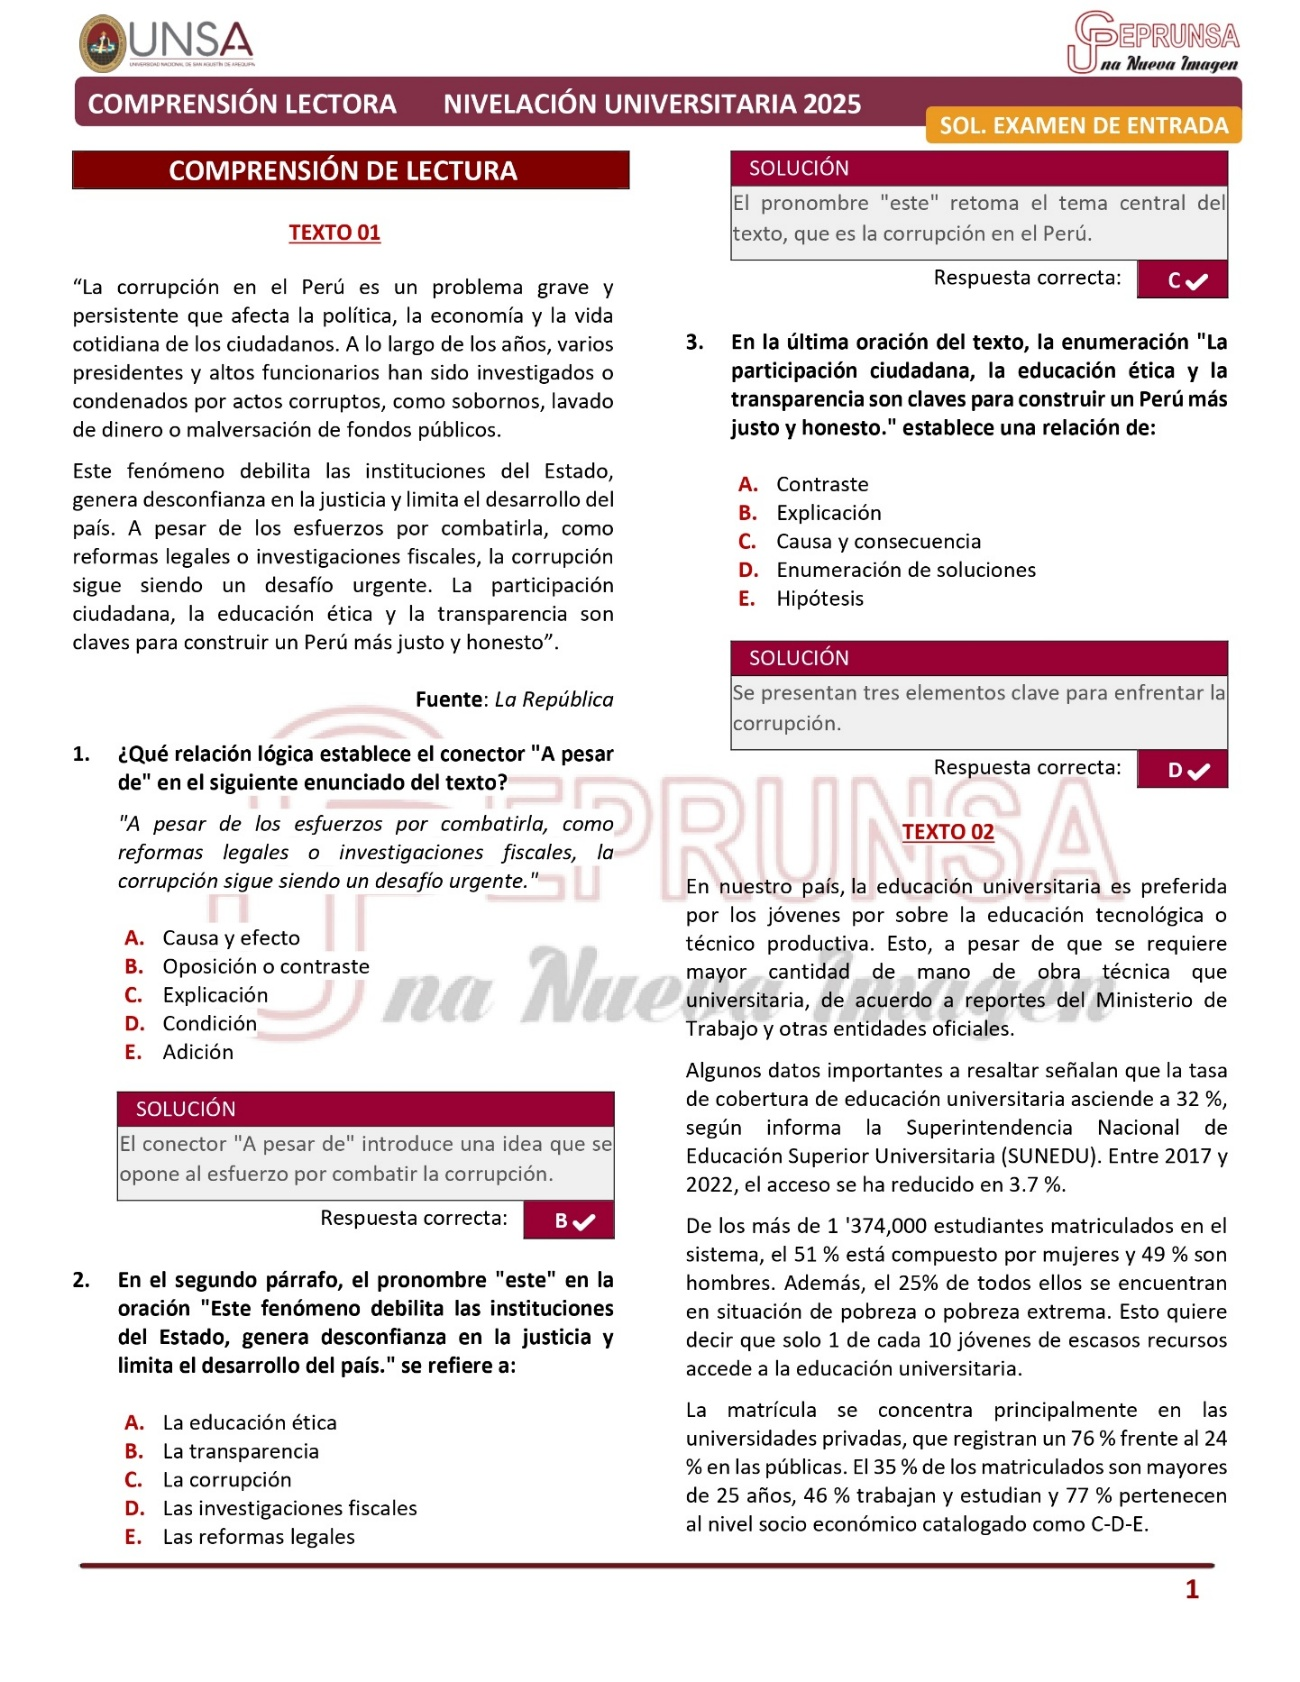 UNSA
UNIVERSIDAD NACIONAL DE SAN AGUSTÍN DE AREQUIPA
CEPRUNSA
Una Nueva Imagen
COMPRENSIÓN LECTORA NIVELACIÓN UNIVERSITARIA 2025
SOL. EXAMEN DE ENTRADA
COMPRENSIÓN DE LECTURA
TEXTO 01
“La corrupción en el Perú es un problema grave y
persistente que afecta la política, la economía y la vida
cotidiana de los ciudadanos. A lo largo de los años, varios
presidentes y altos funcionarios han sido investigados o
condenados por actos corruptos, como sobornos, lavado
de dinero o malversación de fondos públicos.
Este fenómeno debilita las instituciones del Estado,
genera desconfianza en la justicia y limita el desarrollo del
país. A pesar de los esfuerzos por combatirla, como
reformas legales o investigaciones fiscales, la corrupción
sigue siendo un desafío urgente. La participación
ciudadana, la educación ética y la transparencia son
claves para construir un Perú más justo y honesto”.
Fuente: La República
1. ¿Qué relación lógica establece el conector "A pesar
de" en el siguiente enunciado del texto?
"A pesar de los esfuerzos por combatirla, como
reformas legales o investigaciones fiscales, la
corrupción sigue siendo un desafío urgente."
A. Causa y efecto
B. Oposición o contraste
C. Explicación
D. Condición
E. Adición
SOLUCIÓN
El conector "A pesar de" introduce una idea que se
opone al esfuerzo por combatir la corrupción.
Respuesta correcta: B
2. En el segundo párrafo, el pronombre "este" en la
oración "Este fenómeno debilita las instituciones
del Estado, genera desconfianza en la justicia y
limita el desarrollo del país." se refiere a:
A. La educación ética
B. La transparencia
C. La corrupción
D. Las investigaciones fiscales
E. Las reformas legales
SOLUCIÓN
El pronombre "este" retoma el tema central del
texto, que es la corrupción en el Perú.
Respuesta correcta: C
3. En la última oración del texto, la enumeración "La
participación ciudadana, la educación ética y la
transparencia son claves para construir un Perú más
justo y honesto." establece una relación de:
A. Contraste
B. Explicación
C. Causa y consecuencia
D. Enumeración de soluciones
E. Hipótesis
SOLUCIÓN
Se presentan tres elementos clave para enfrentar la
corrupción.
Respuesta correcta: D
TEXTO 02
En nuestro país, la educación universitaria es preferida
por los jóvenes por sobre la educación tecnológica o
técnico productiva. Esto, a pesar de que se requiere
mayor cantidad de mano de obra técnica que
universitaria, de acuerdo a reportes del Ministerio de
Trabajo y otras entidades oficiales.
Algunos datos importantes a resaltar señalan que la tasa
de cobertura de educación universitaria asciende a 32 %,
según informa la Superintendencia Nacional de
Educación Superior Universitaria (SUNEDU). Entre 2017 y
2022, el acceso se ha reducido en 3.7 %.
De los más de 1 '374,000 estudiantes matriculados en el
sistema, el 51 % está compuesto por mujeres y 49 % son
hombres. Además, el 25% de todos ellos se encuentran
en situación de pobreza o pobreza extrema. Esto quiere
decir que solo 1 de cada 10 jóvenes de escasos recursos
accede a la educación universitaria.
La matrícula se concentra principalmente en las
universidades privadas, que registran un 76 % frente al 24
% en las públicas. El 35 % de los matriculados son mayores
de 25 años, 46 % trabajan y estudian y 77 % pertenecen
al nivel socio económico catalogado como C-D-E.
CEPRUNSA
Una Nueva Imagen
1